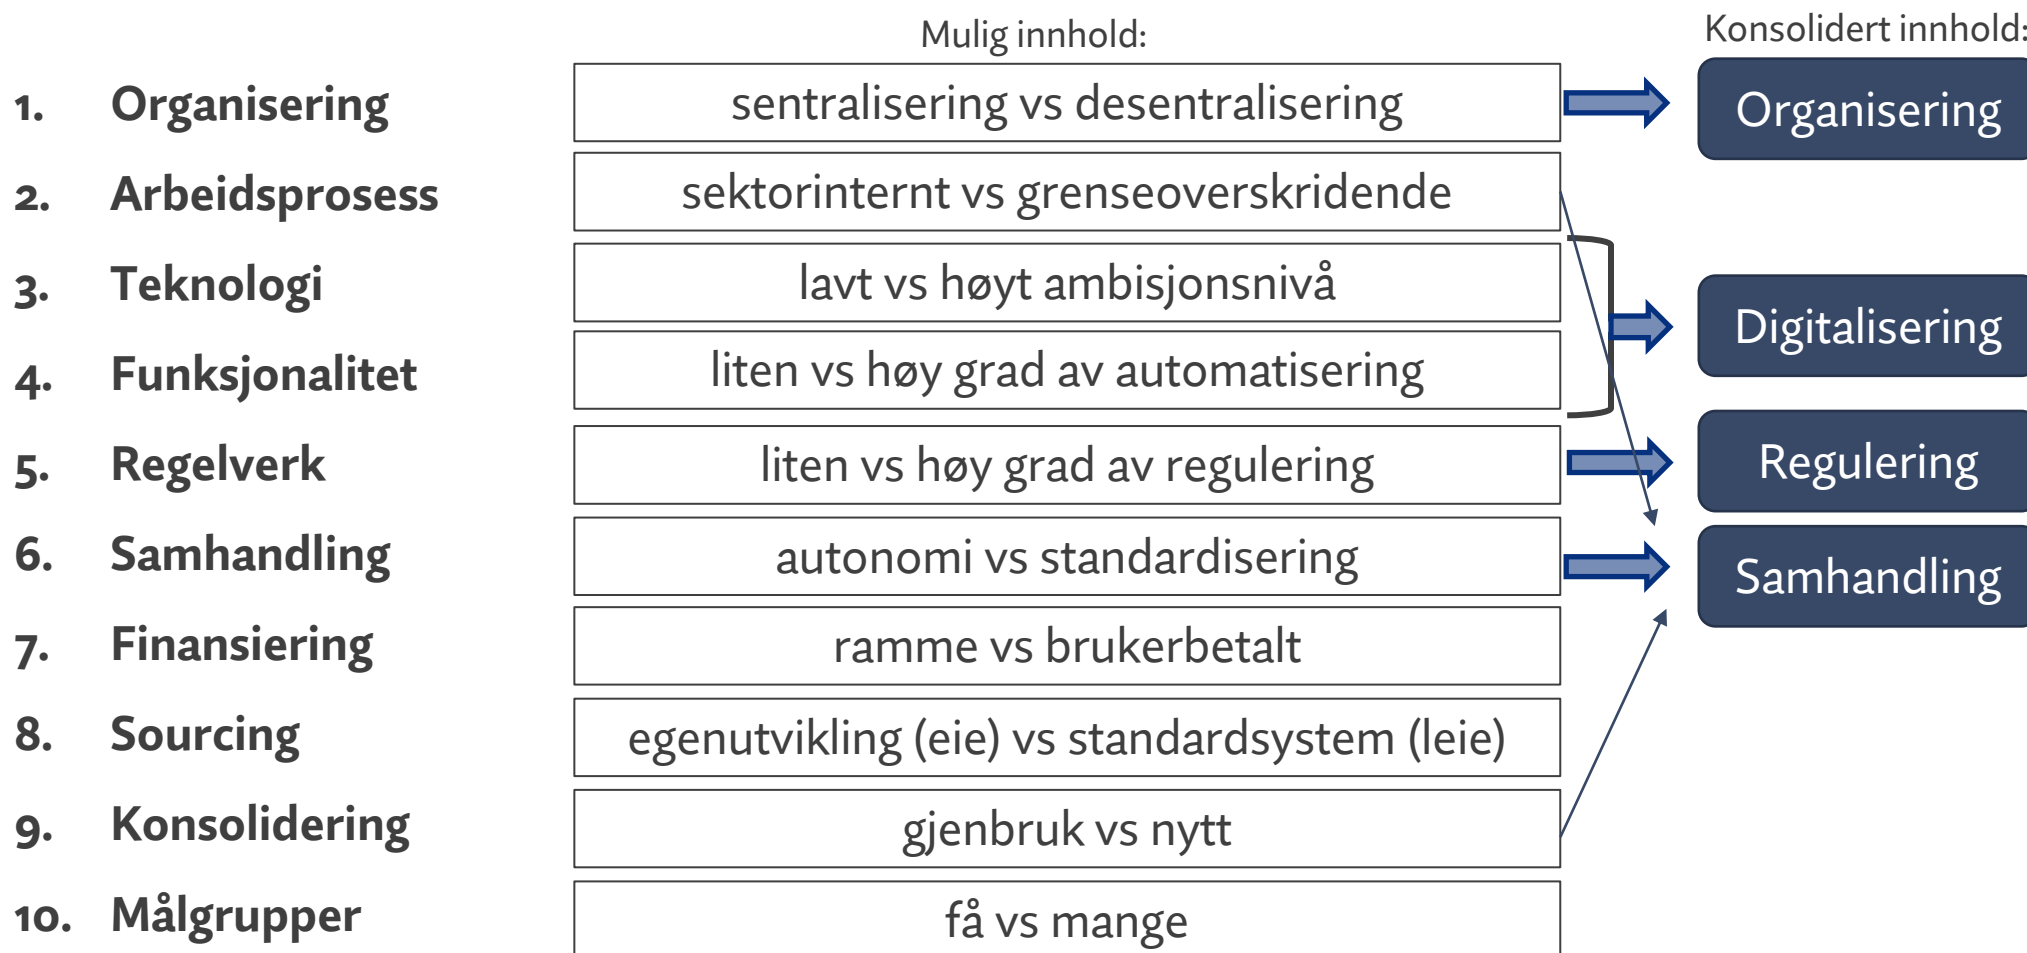 Mulig innhold:
Konsolidert innhold:
1. Organisering
sentralisering vs desentralisering
Organisering
2. Arbeidsprosess
sektorinternt vs grenseoverskridende
3. Teknologi
lavt vs høyt ambisjonsnivå
Digitalisering
4. Funksjonalitet
liten vs høy grad av automatisering
5. Regelverk
liten vs høy grad av regulering
Regulering
6. Samhandling
autonomi vs standardisering
Samhandling
7. Finansiering
ramme vs brukerbetalt
8. Sourcing
egenutvikling (eie) vs standardsystem (leie)
9. Konsolidering
gjenbruk vs nytt
10. Målgrupper
få vs mange